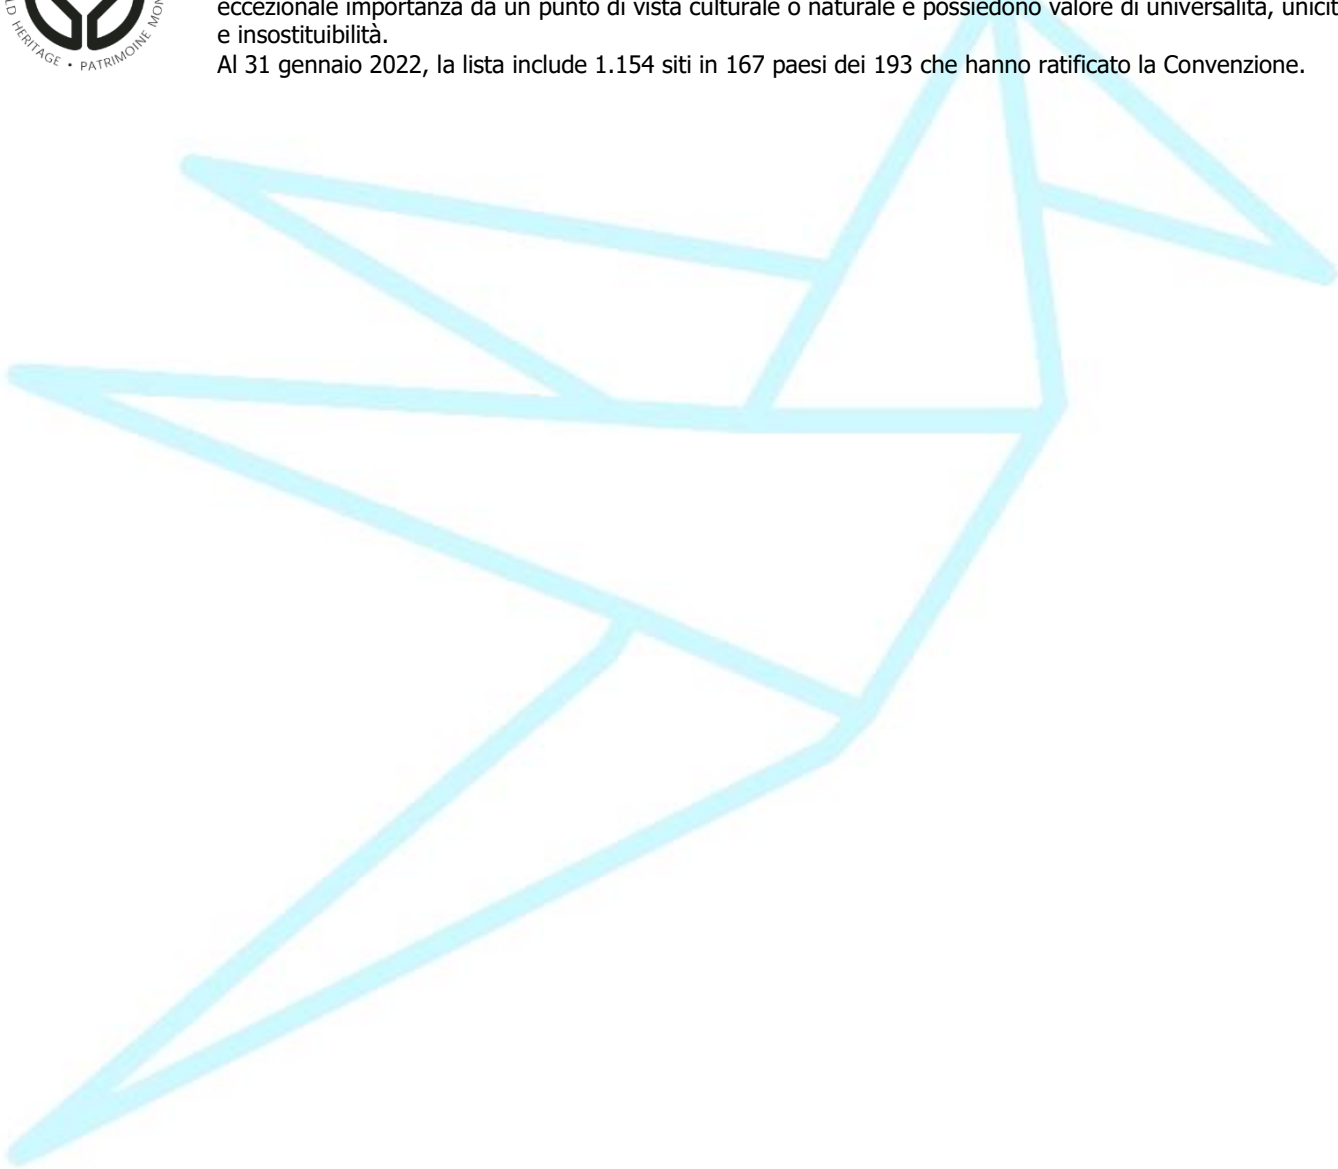 eccezionale importanza da un punto di vista culturale o naturale e possiedono valore di universalità,
e insostituibilità.
Al 31 gennaio 2022, la lista include 1.154 siti in 167 paesi dei 193 che hanno ratificato la Convenzione.
HERITAGE • PATRIMOINE